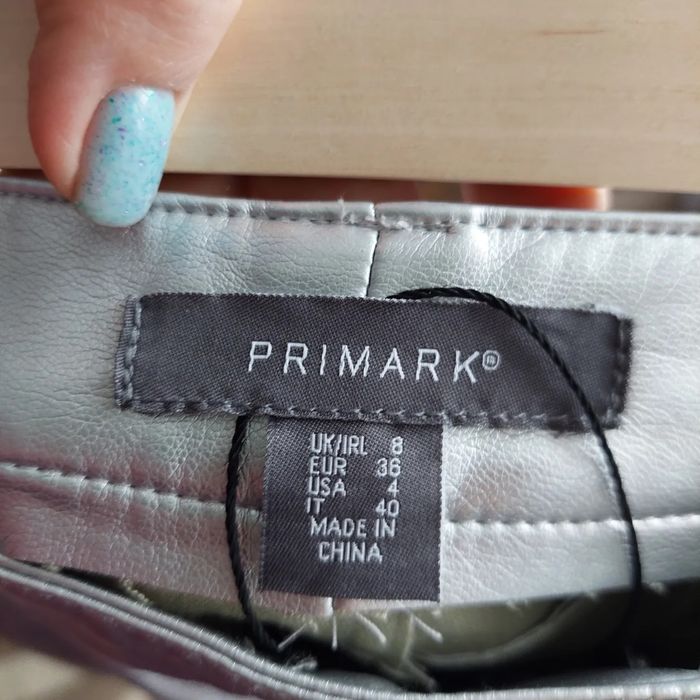 PRIMARK®
UK/IRL 8
EUR 36
USA 4
IT 40
MADE IN
CHINA